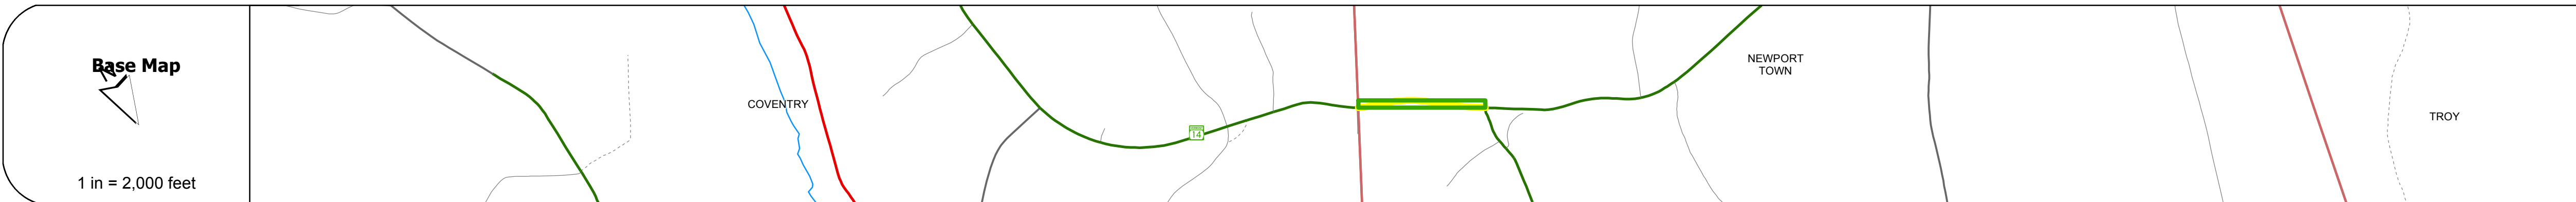 Base Map
N
1 in = 2,000 feet
COVENTRY
14
NEWPORT
TOWN
TROY